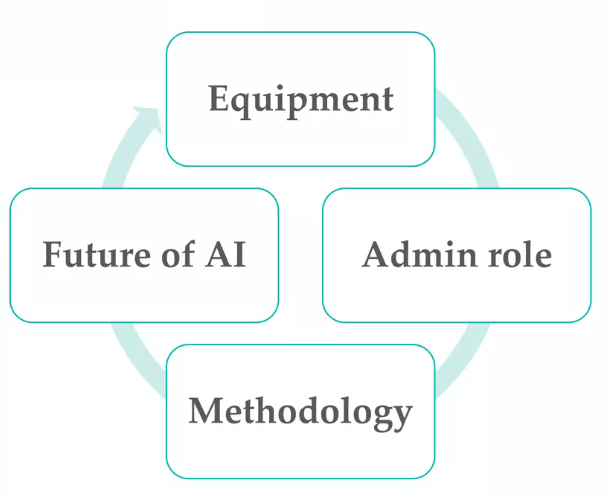 Equipment
Future of AI
Admin role
Methodology